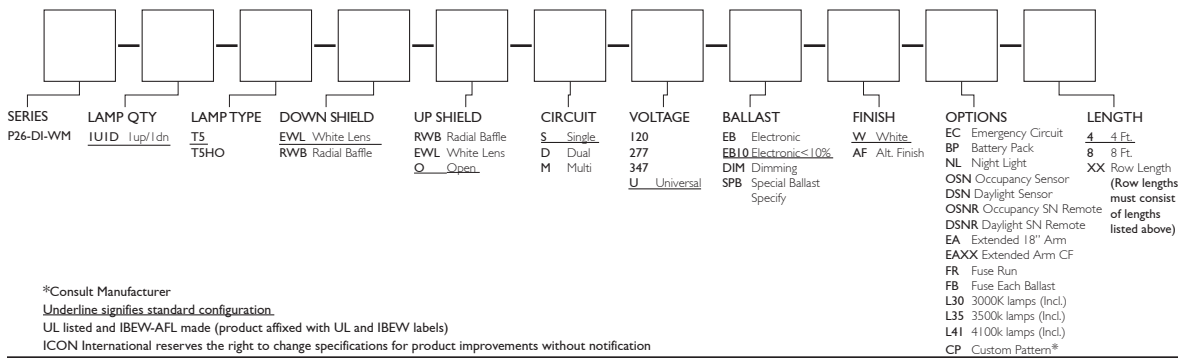 SERIES
P26-DI-WM
LAMP QTY
1U1D 1up/1dn
LAMP TYPE
T5
T5HO
DOWN SHIELD
EWL White Lens
RWB Radial Baffle
UP SHIELD
RWB Radial Baffle
EWL White Lens
O Open
CIRCUIT
S Single
D Dual
M Multi
VOLTAGE
120
277
347
U Universal
BALLAST
EB Electronic
EB10 Electronic<10%
DIM Dimming
SPB Special Ballast
Specify
FINISH
W White
AF Alt. Finish
OPTIONS
EC Emergency Circuit
BP Battery Pack
NL Night Light
OSN Occupancy Sensor
DSN Daylight Sensor
OSNR Occupancy SN Remote
DSNR Daylight SN Remote
EA Extended 18" Arm
EAXX Extended Arm CF
FR Fuse Run
FB Fuse Each Ballast
L30 3000K lamps (Incl.)
L35 3500k lamps (Incl.)
L41 4100k lamps (Incl.)
CP Custom Pattern*
LENGTH
4 4 Ft.
8 8 Ft.
XX Row Length
(Row lengths
must consist
of lengths
listed above)
*Consult Manufacturer
Underline signifies standard configuration
UL listed and IBEW-AFL made (product affixed with UL and IBEW labels)
ICON International reserves the right to change specifications for product improvements without notification